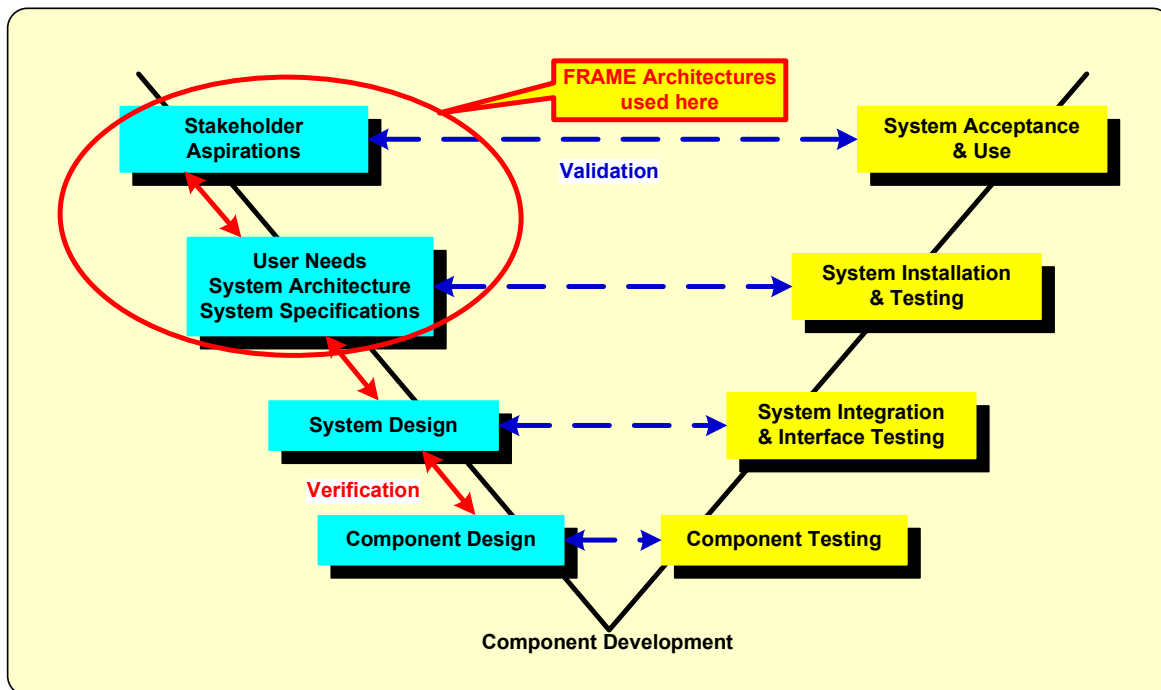 FRAME Architectures
used here
Stakeholder
Aspirations
System Acceptance
& Use
Validation
User Needs
System Architecture
System Specifications
System Installation
& Testing
System Design
System Integration
& Interface Testing
Verification
Component Design
Component Testing
Component Development